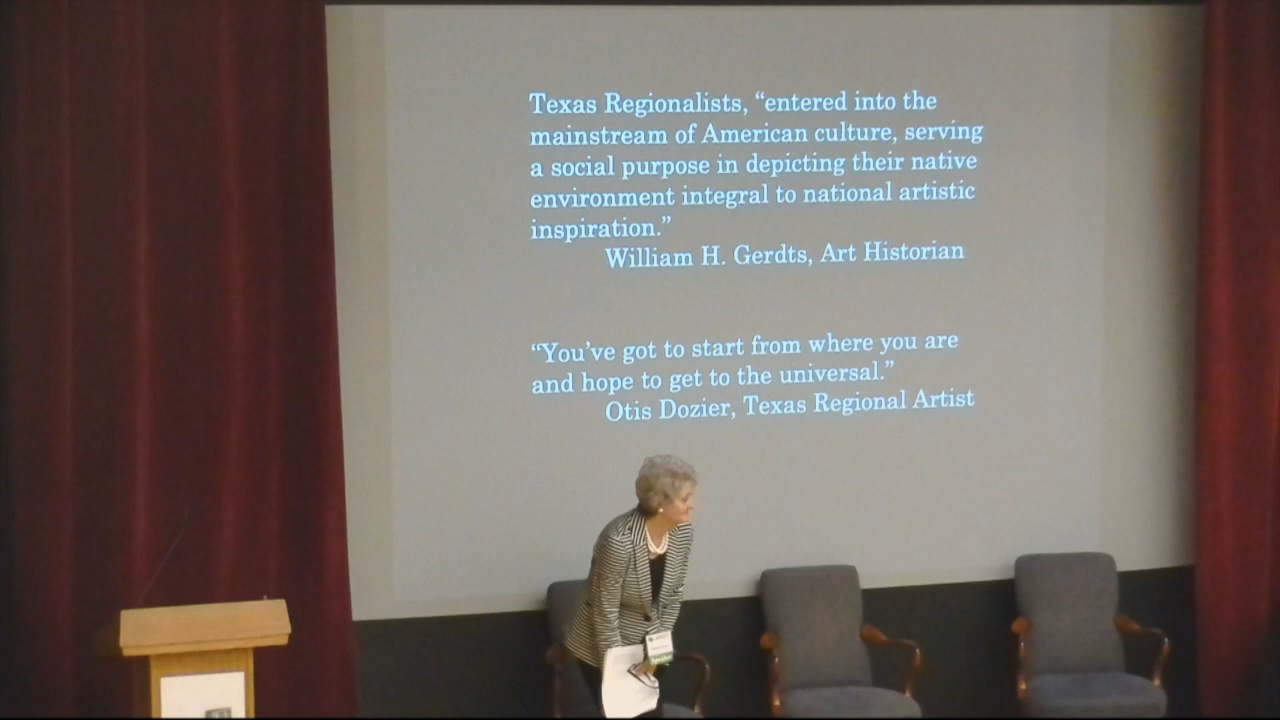 Texas Regionalists, “entered into the
mainstream of American culture, serving
a social purpose in depicting their native
environment integral to national artistic
inspiration.”
William H. Gerdts, Art Historian
“You’ve got to start from where you are
and hope to get to the universal.”
Otis Dozier, Texas Regional Artist